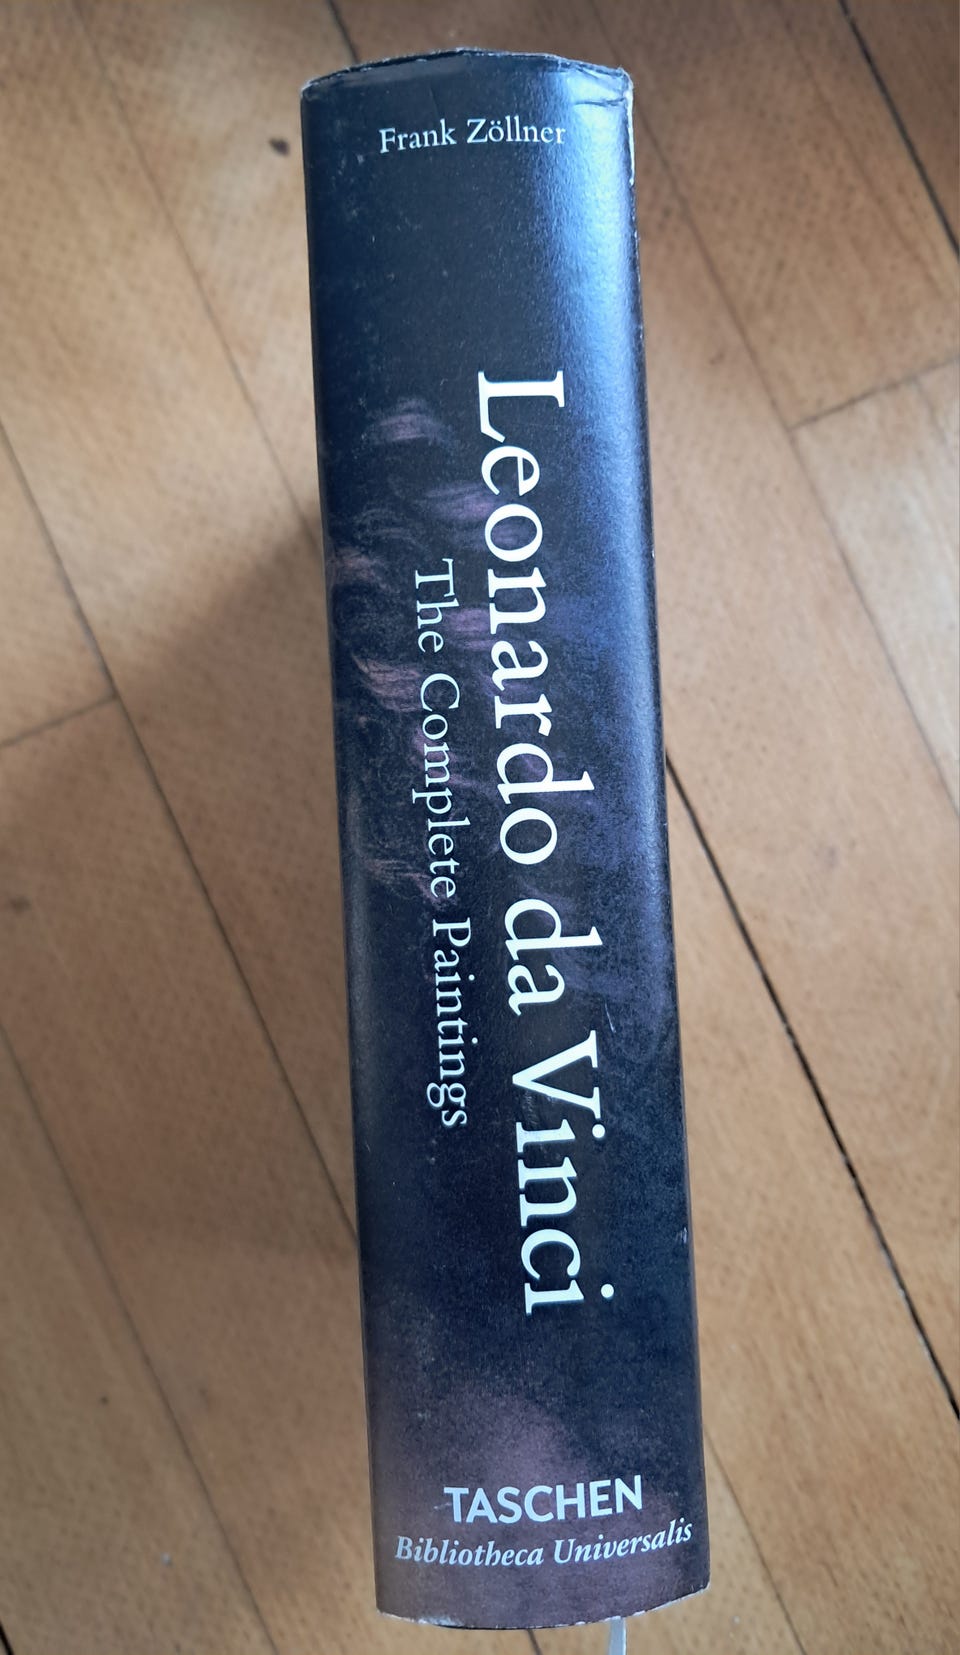 Frank Zöllner
Leonardo da Vinci
The Complete Paintings
TASCHEN
Bibliotheca Universalis